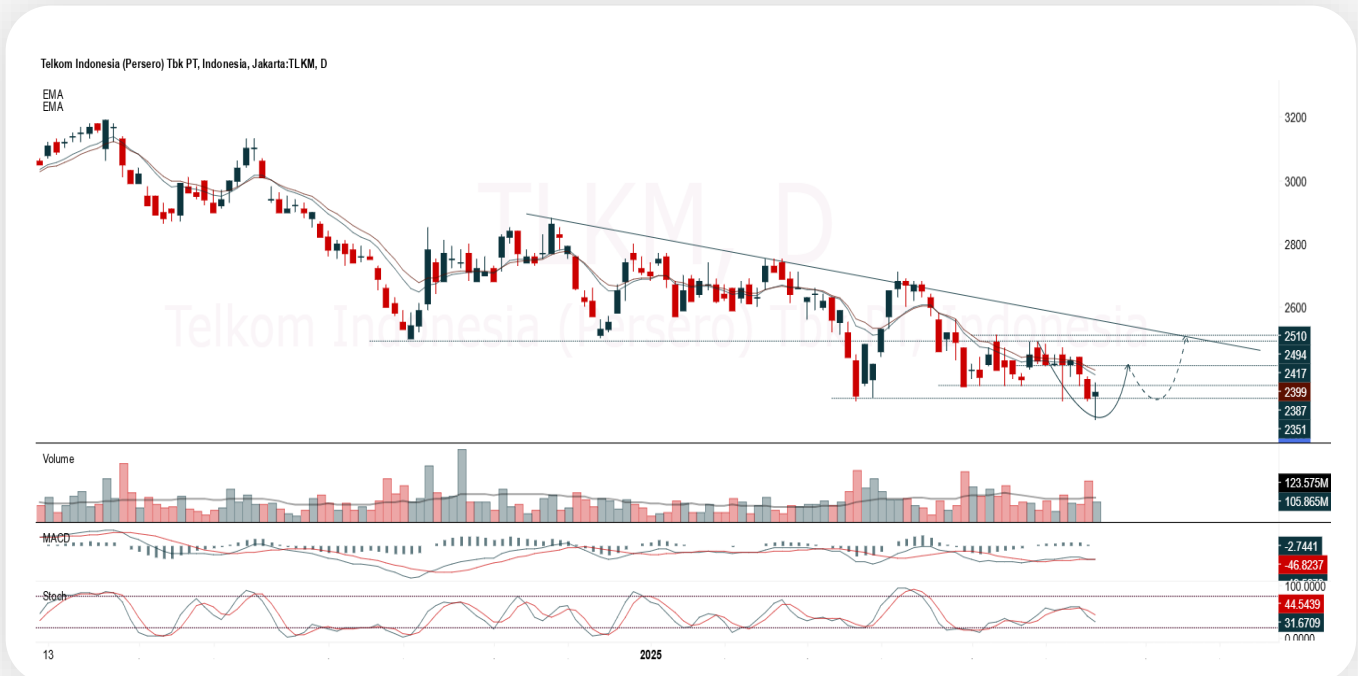 Telkom Indonesia (Persero) Tbk PT, Indonesia, Jakarta:TLKM, D
EMA
EMA
TLKM, D
Telkom Indonesia (Persero) Tbk PT, Indonesia
3200
3000
2800
2600
2510
2494
2417
2399
2387
2351
Volume
123.575M
105.865M
MACD
-2.7441
-46.8237
Stoch
100.0000
44.5439
31.6709
0.0000
13
2025